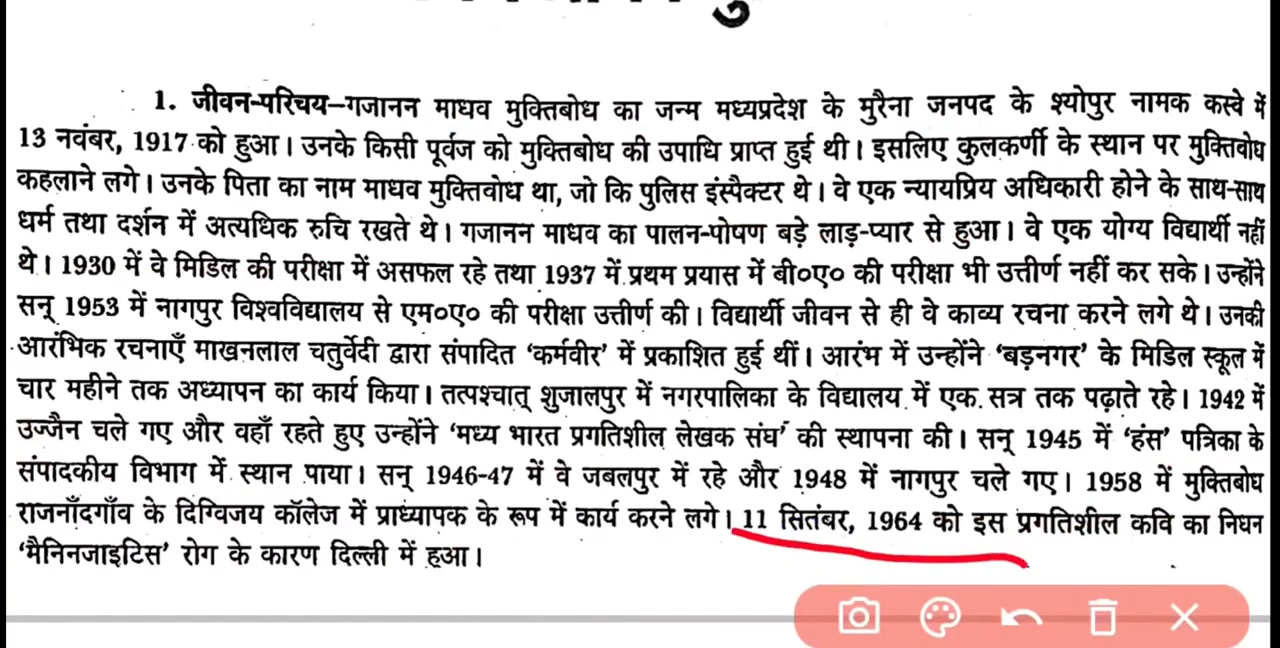 1. जीवन-परिचय–गजानन माधव मुक्तिबोध का जन्म मध्यप्रदेश के मुरैना जनपद के श्योपुर नामक कस्बे में
13 नवंबर, 1917 को हुआ। उनके किसी पूर्वज को मुक्तिबोध की उपाधि प्राप्त हुई थी। इसलिए कुलकर्णी के स्थान पर मुक्तिबोध
कहलाने लगे। उनके पिता का नाम माधव मुक्तिबोध था, जो कि पुलिस इंस्पैक्टर थे। वे एक न्यायप्रिय अधिकारी होने के साथ-साथ
धर्म तथा दर्शन में अत्यधिक रुचि रखते थे। गजानन माधव का पालन-पोषण बड़े लाड़-प्यार से हुआ। वे एक योग्य विद्यार्थी नहीं
थे। 1930 में वे मिडिल की परीक्षा में असफल रहे तथा 1937 में प्रथम प्रयास में बी०ए० की परीक्षा भी उत्तीर्ण नहीं कर सके। उन्होंने
सन् 1953 में नागपुर विश्वविद्यालय से एम०ए० की परीक्षा उत्तीर्ण की। विद्यार्थी जीवन से ही वे काव्य रचना करने लगे थे। उनकी
आरंभिक रचनाएँ माखनलाल चतुर्वेदी द्वारा संपादित ‘कर्मवीर’ में प्रकाशित हुई थीं। आरंभ में उन्होंने ‘बड़नगर’ के मिडिल स्कूल में
चार महीने तक अध्यापन का कार्य किया। तत्पश्चात् शुजालपुर में नगरपालिका के विद्यालय में एक सत्र तक पढ़ाते रहे। 1942 में
उज्जैन चले गए और वहाँ रहते हुए उन्होंने ‘मध्य भारत प्रगतिशील लेखक संघ’ की स्थापना की। सन् 1945 में ‘हंस’ पत्रिका के
संपादकीय विभाग में स्थान पाया। सन् 1946-47 में वे जबलपुर में रहे और 1948 में नागपुर चले गए। 1958 में मुक्तिबोध
राजनाँदगाँव के दिग्विजय कॉलेज में प्राध्यापक के रूप में कार्य करने लगे। 11 सितंबर, 1964 को इस प्रगतिशील कवि का निधन
‘मैनिनजाइटिस’ रोग के कारण दिल्ली में हुआ।